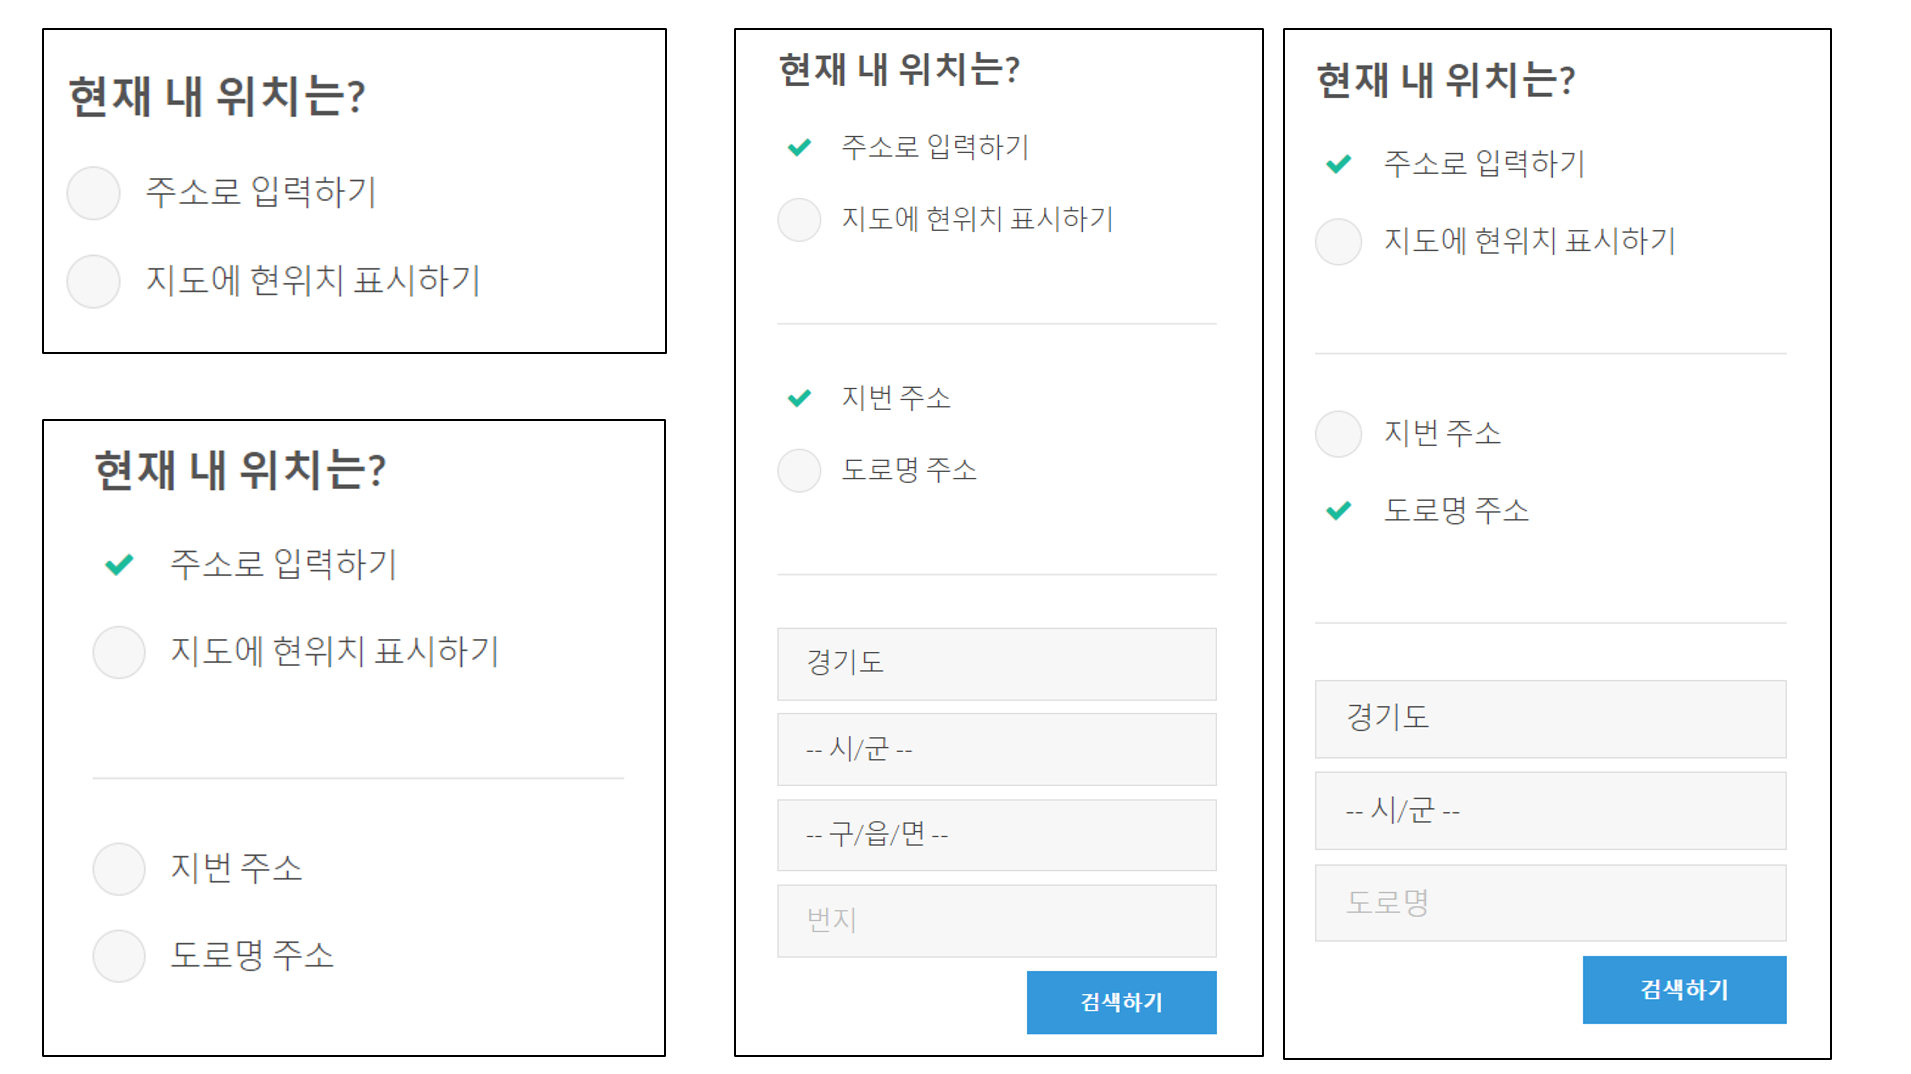 현재 내 위치는?
주소로 입력하기
지도에 현위치 표시하기
현재 내 위치는?
주소로 입력하기
지도에 현위치 표시하기
지번 주소
도로명 주소
현재 내 위치는?
주소로 입력하기
지도에 현위치 표시하기
지번 주소
도로명 주소
경기도
-- 시/군 --
-- 구/읍/면 --
번지
검색하기
현재 내 위치는?
주소로 입력하기
지도에 현위치 표시하기
지번 주소
도로명 주소
경기도
-- 시/군 --
도로명
검색하기